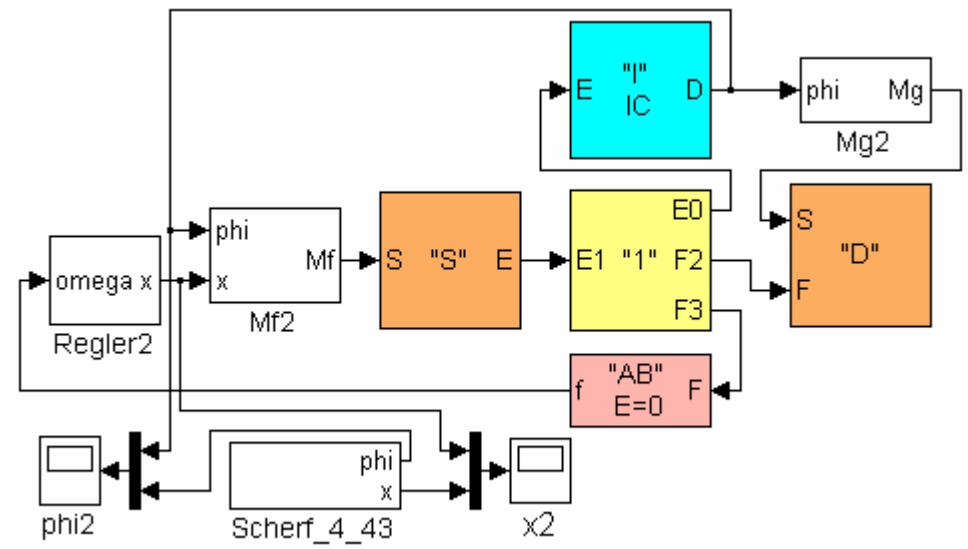 "I"
E D
IC
phi Mg
Mg2
phi
Mf
x
Mf2
omega x
Regler2
S "S" E
E0
E1 "1" F2
F3
S
"D"
F
"AB"
f F
E=0
phi
x
Scherf_4_43
phi2
x2